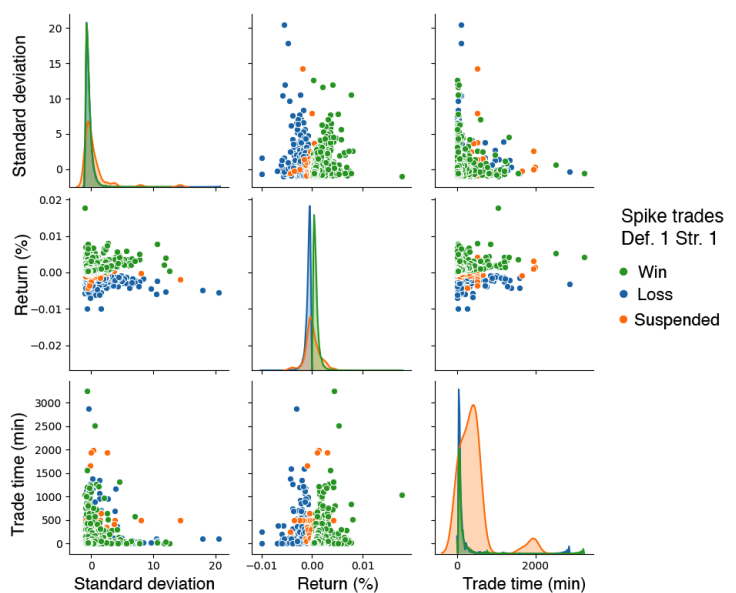 Standard deviation
20
15
10
5
0
Return (%)
0.02
0.01
0.00
−0.01
−0.02
Spike trades
Def. 1 Str. 1
Win
Loss
Suspended
Trade time (min)
3000
2500
2000
1500
1000
500
0
0 10 20
−0.01 0.00 0.01
0 2000
Standard deviation Return (%) Trade time (min)